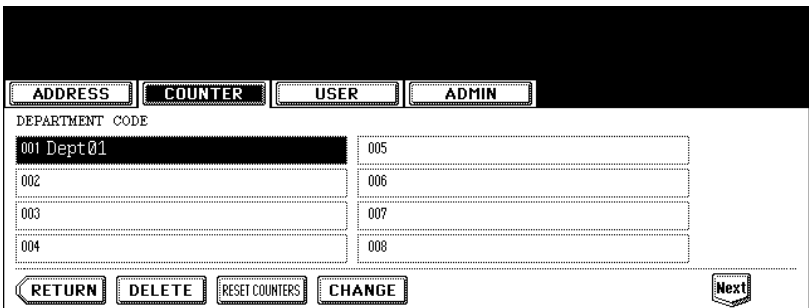 ADDRESS COUNTER USER ADMIN
DEPARTMENT CODE
001 Dept01 005
002 006
003 007
004 008
RETURN DELETE RESET COUNTERS CHANGE Next